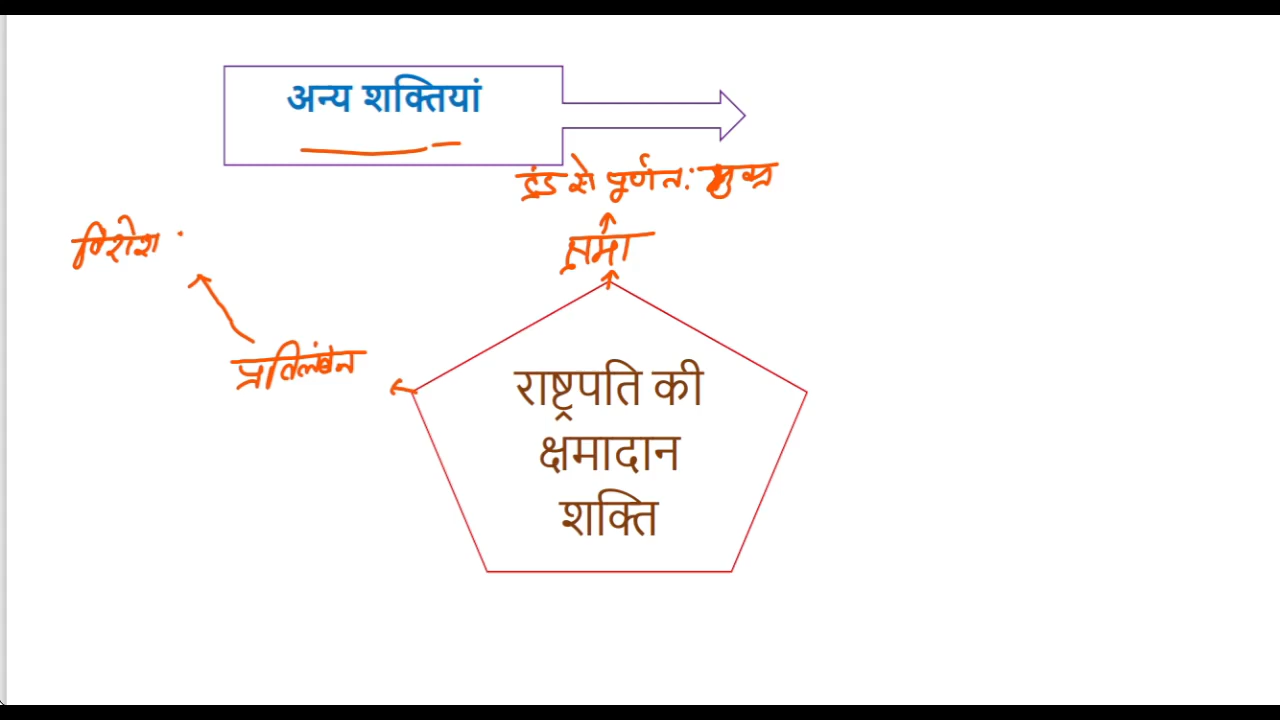 अन्य शक्तियां
दंड से पूर्णत: मुक्त
क्षमा
विशेश
प्रतिलंबन
राष्ट्रपति की
क्षमादान
शक्ति